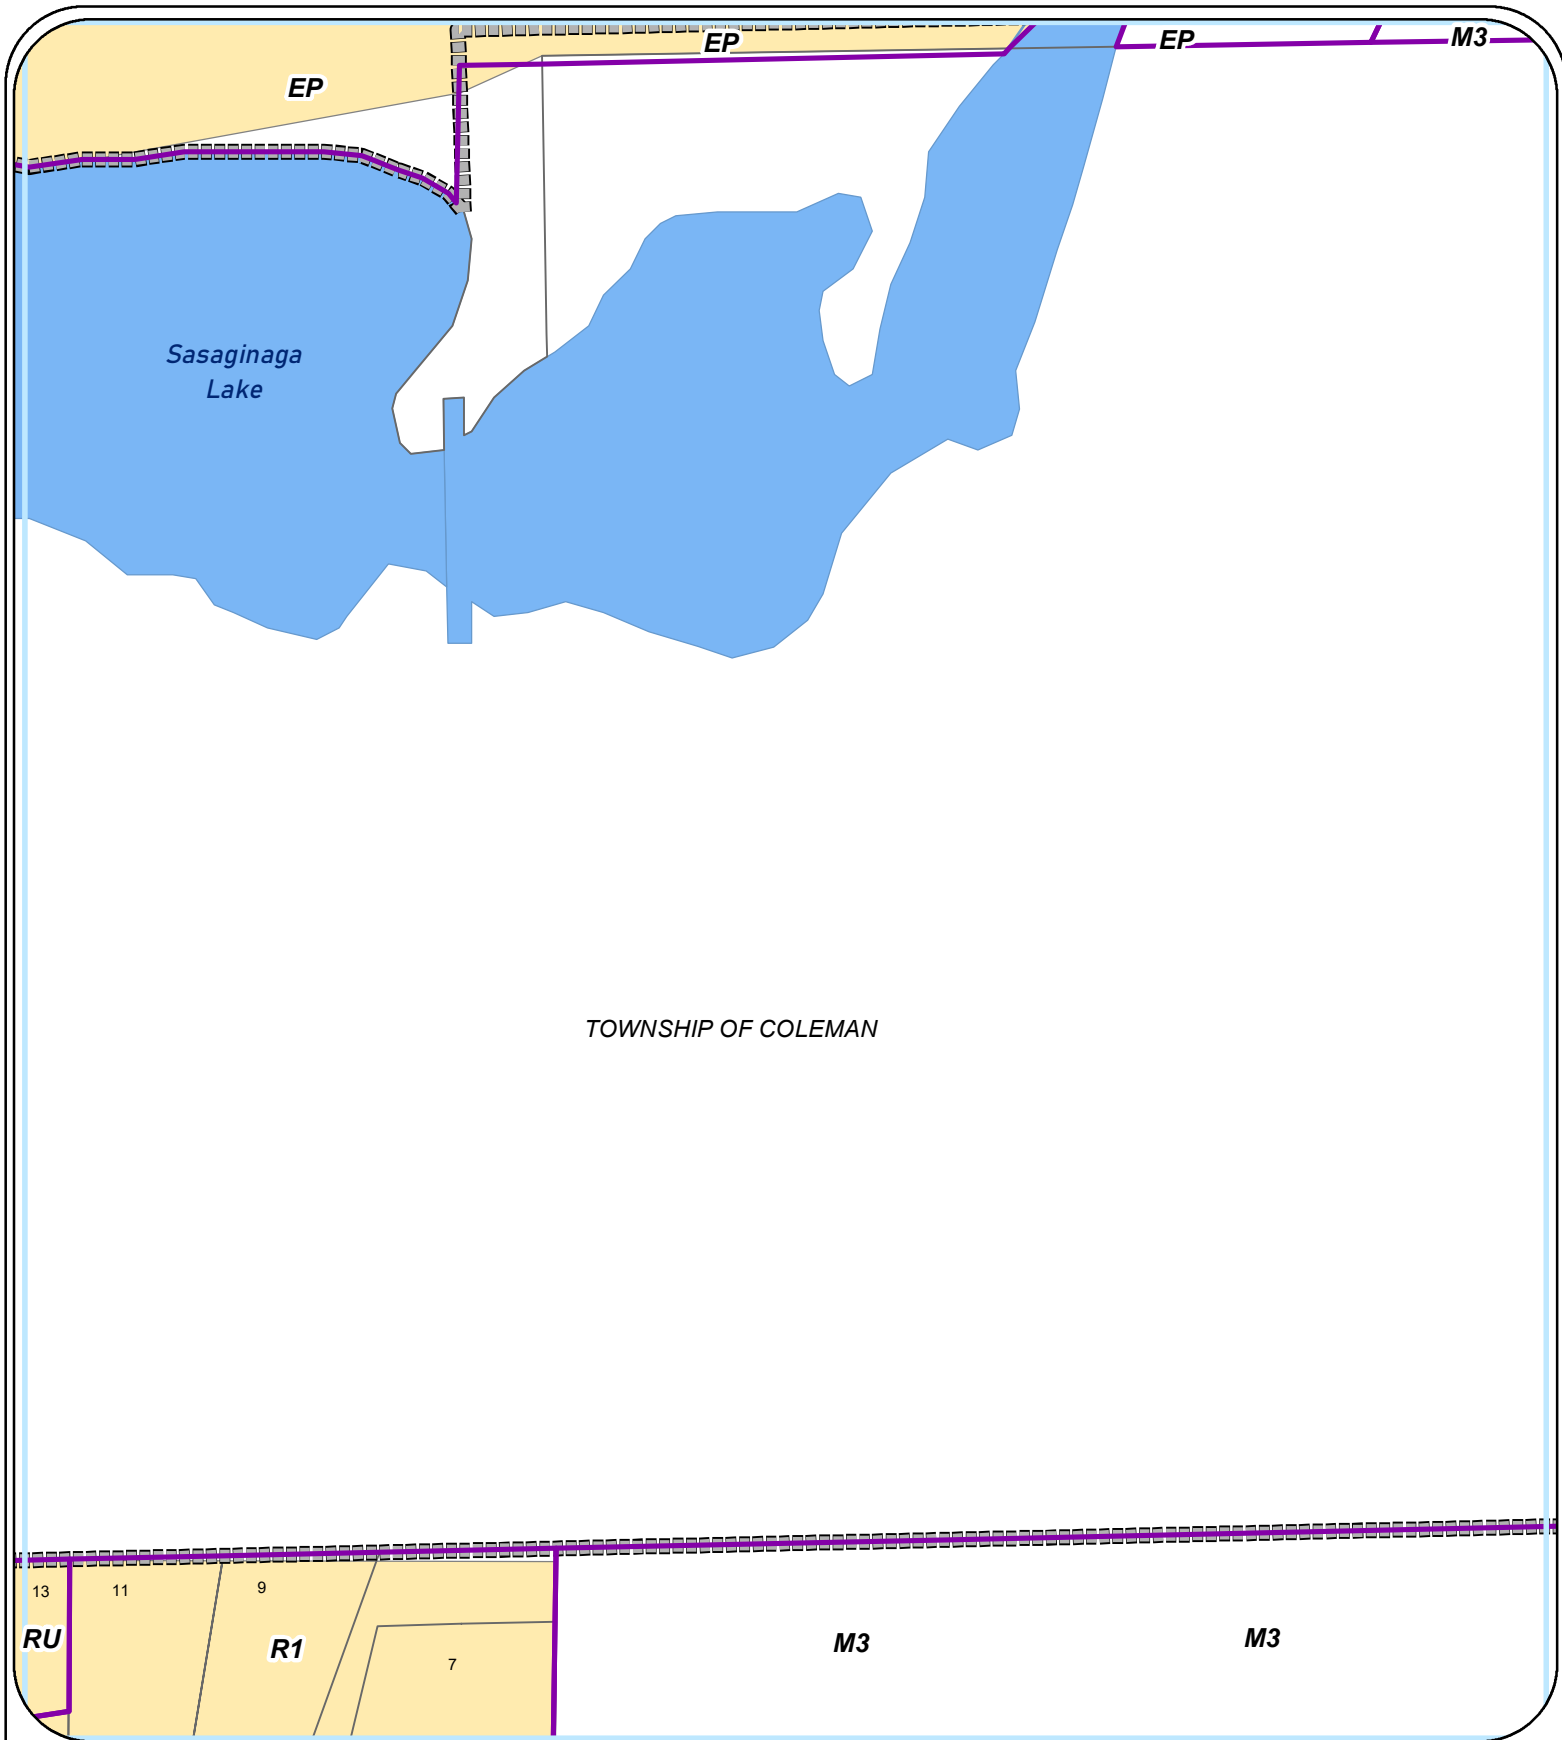 EP
EP
M3
EP
Sasaginaga
Lake
TOWNSHIP OF COLEMAN
13
11
9
RU
R1
7
M3
M3